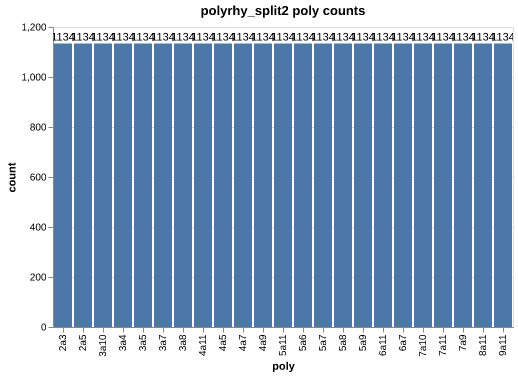 polyrhy_split2 poly counts
1134 1134 1134 1134 1134 1134 1134 1134 1134 1134 1134 1134 1134 1134 1134 1134 1134 1134 1134 1134 1134 1134 1134
1,200
1,000
800
600
400
200
0
count
2a3 2a5 3a10 3a4 3a5 3a7 3a8 4a11 4a5 4a7 4a9 5a11 5a6 5a7 5a8 5a9 6a11 6a7 7a10 7a11 7a9 8a11 9a11
poly